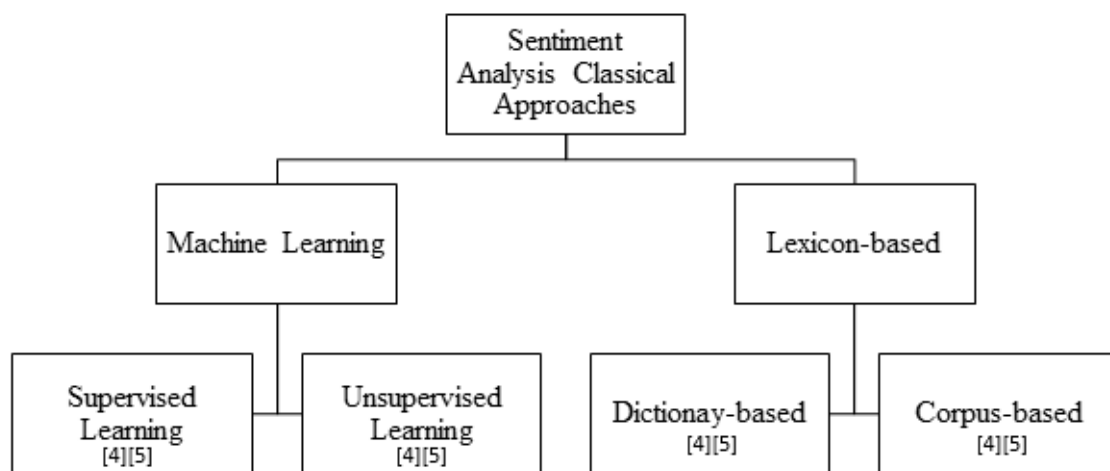 Sentiment
Analysis Classical
Approaches
Machine Learning
Lexicon-based
Supervised
Learning
[4][5]
Unsupervised
Learning
[4][5]
Dictionay-based
[4][5]
Corpus-based
[4][5]